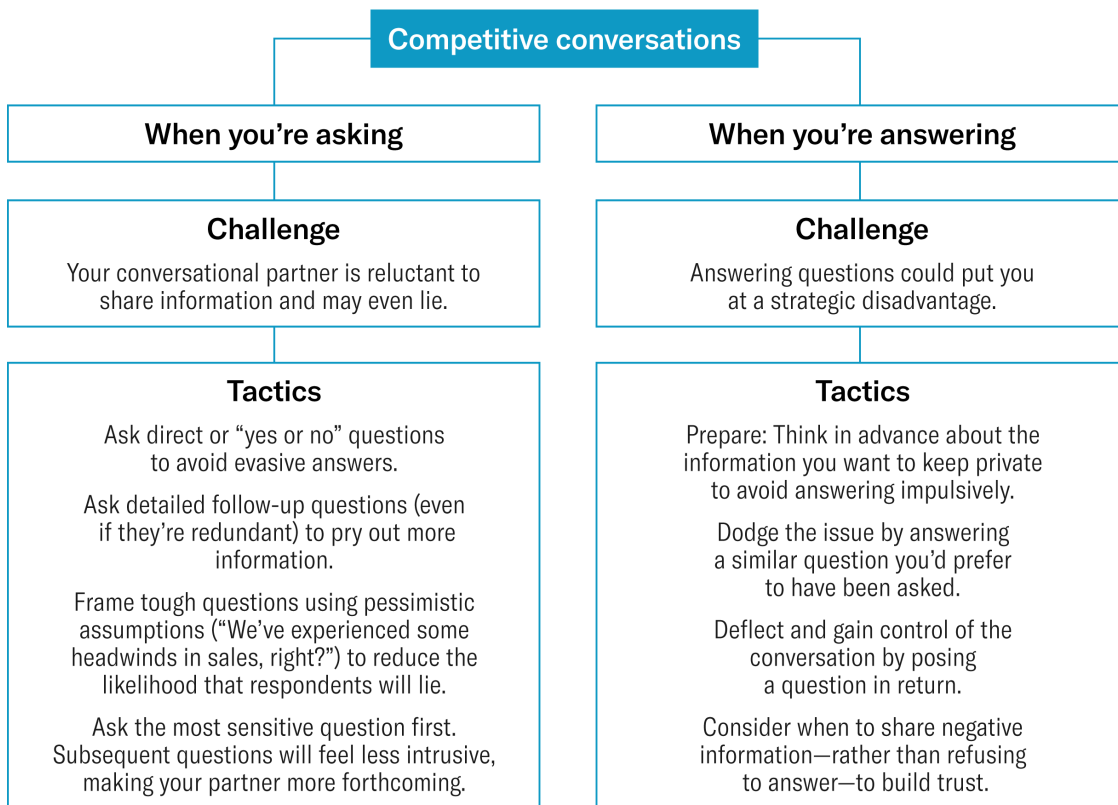 Competitive conversations
When you’re asking
Challenge
Your conversational partner is reluctant to
share information and may even lie.
Tactics
Ask direct or “yes or no” questions
to avoid evasive answers.
Ask detailed follow-up questions (even
if they’re redundant) to pry out more
information.
Frame tough questions using pessimistic
assumptions (“We’ve experienced some
headwinds in sales, right?”) to reduce the
likelihood that respondents will lie.
Ask the most sensitive question first.
Subsequent questions will feel less intrusive,
making your partner more forthcoming.
When you’re answering
Challenge
Answering questions could put you
at a strategic disadvantage.
Tactics
Prepare: Think in advance about the
information you want to keep private
to avoid answering impulsively.
Dodge the issue by answering
a similar question you’d prefer
to have been asked.
Deflect and gain control of the
conversation by posing
a question in return.
Consider when to share negative
information—rather than refusing
to answer—to build trust.